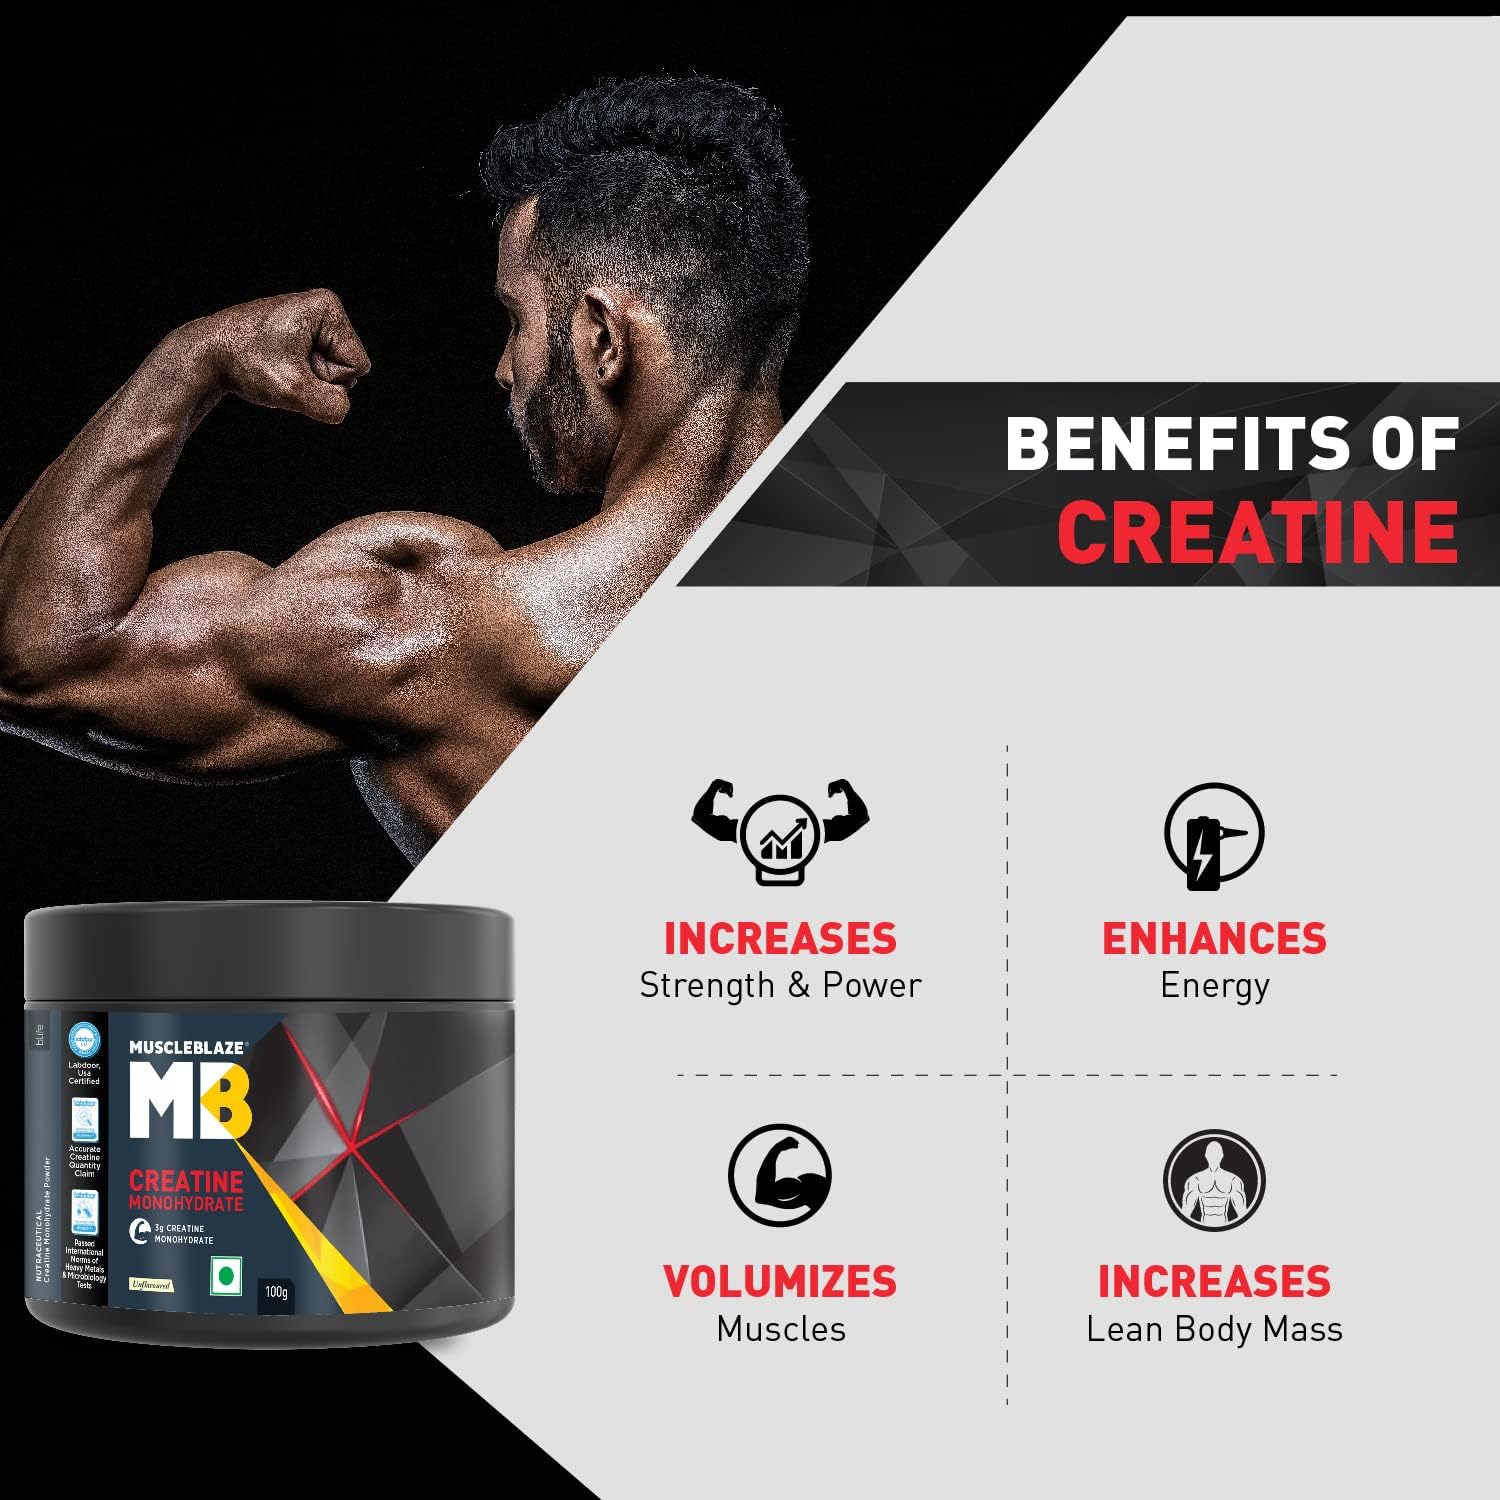 BENEFITS OF
CREATINE
INCREASES
Strength & Power
ENHANCES
Energy
VOLUMIZES
Muscles
INCREASES
Lean Body Mass
bLife
NUTRACEUTICAL
Creatine Monohydrate Powder
Labdoor,
Usa
Certified
Accurate
Creatine
Quantity
Claim
Passed
International
Norms of
Heavy Metals
& Microbiology
Tests
MUSCLEBLAZE®
MB
CREATINE
MONOHYDRATE
3g CREATINE
MONOHYDRATE
Unflavoured
100g